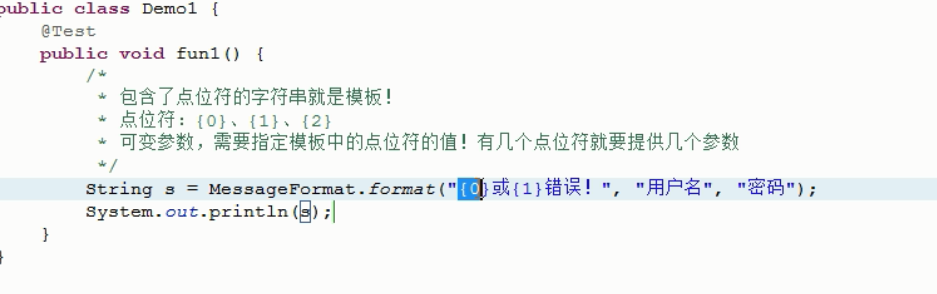 public class Demo1 {
@Test
public void fun1() {
/*
* 包含了点位符的字符串就是模板!
* 点位符：{0}、{1}、{2}
* 可变参数，需要指定模板中的点位符的值！有几个点位符就要提供几个参数
*/
String s = MessageFormat.format("{0}或{1}错误！", "用户名", "密码");
System.out.println(s);
}
}